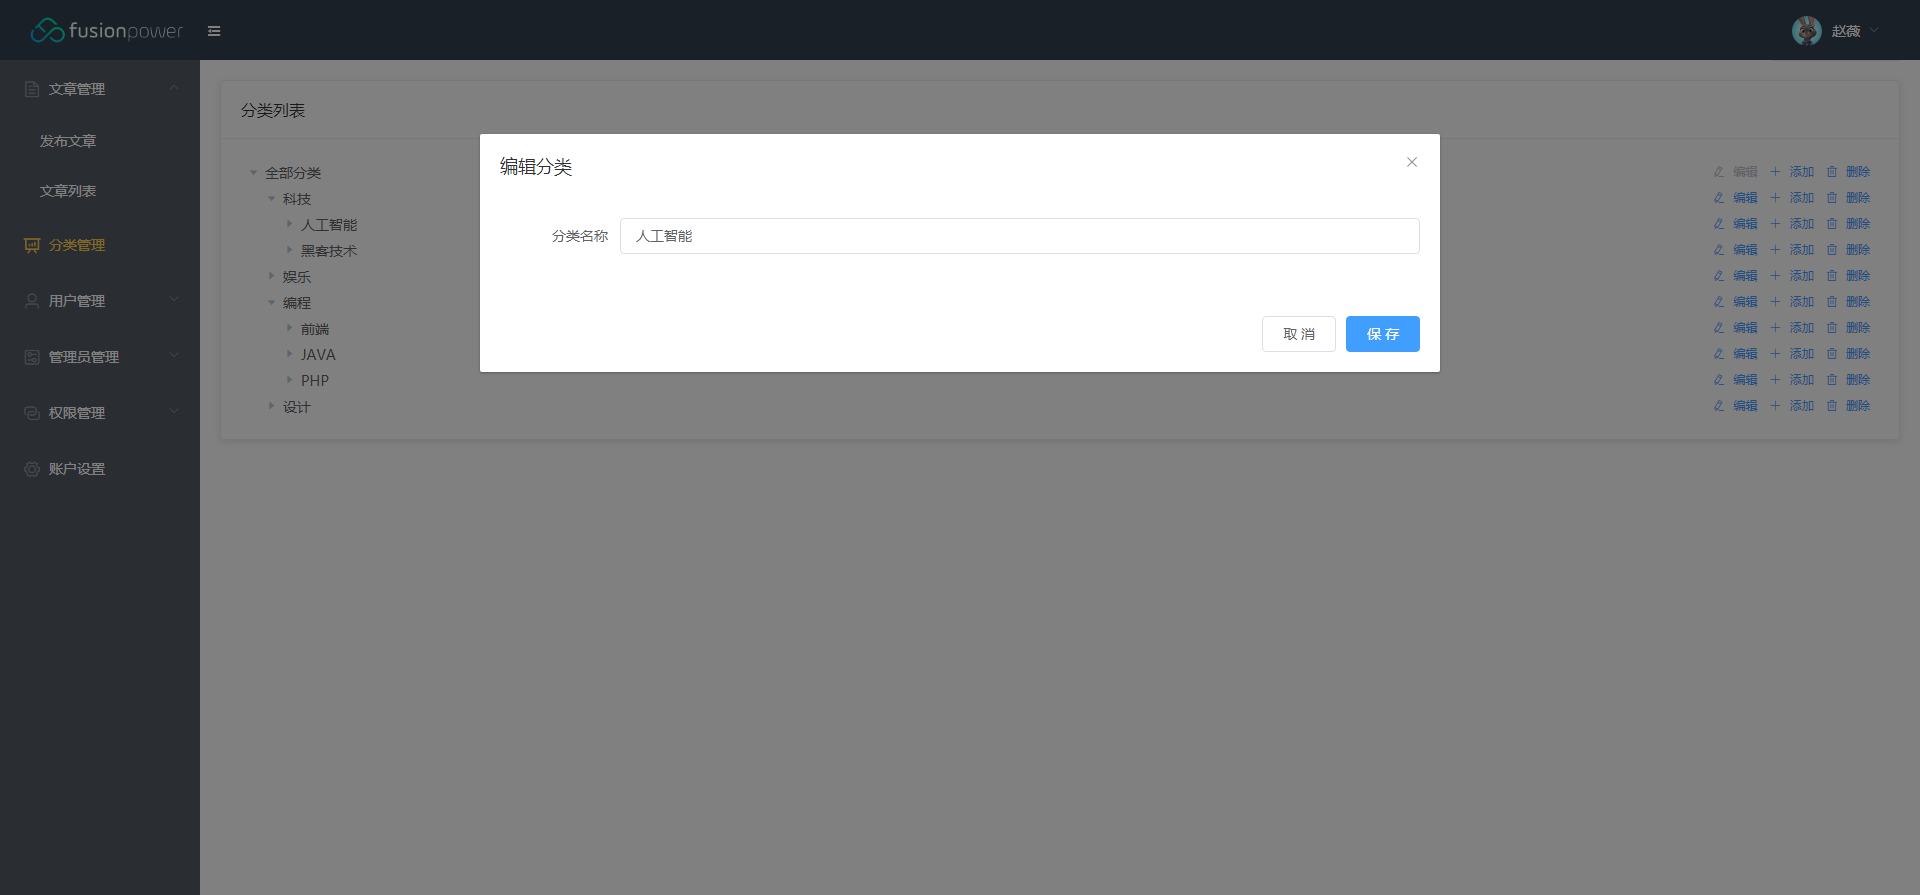 fusionpower
赵薇
文章管理
发布文章
文章列表
分类管理
用户管理
管理员管理
权限管理
账户设置
分类列表
全部分类 编辑 添加 删除
科技 编辑 添加 删除
人工智能 编辑 添加 删除
黑客技术 编辑 添加 删除
娱乐 编辑 添加 删除
编程 编辑 添加 删除
前端 编辑 添加 删除
JAVA 编辑 添加 删除
PHP 编辑 添加 删除
设计 编辑 添加 删除
编辑分类
分类名称 人工智能
取 消 保 存